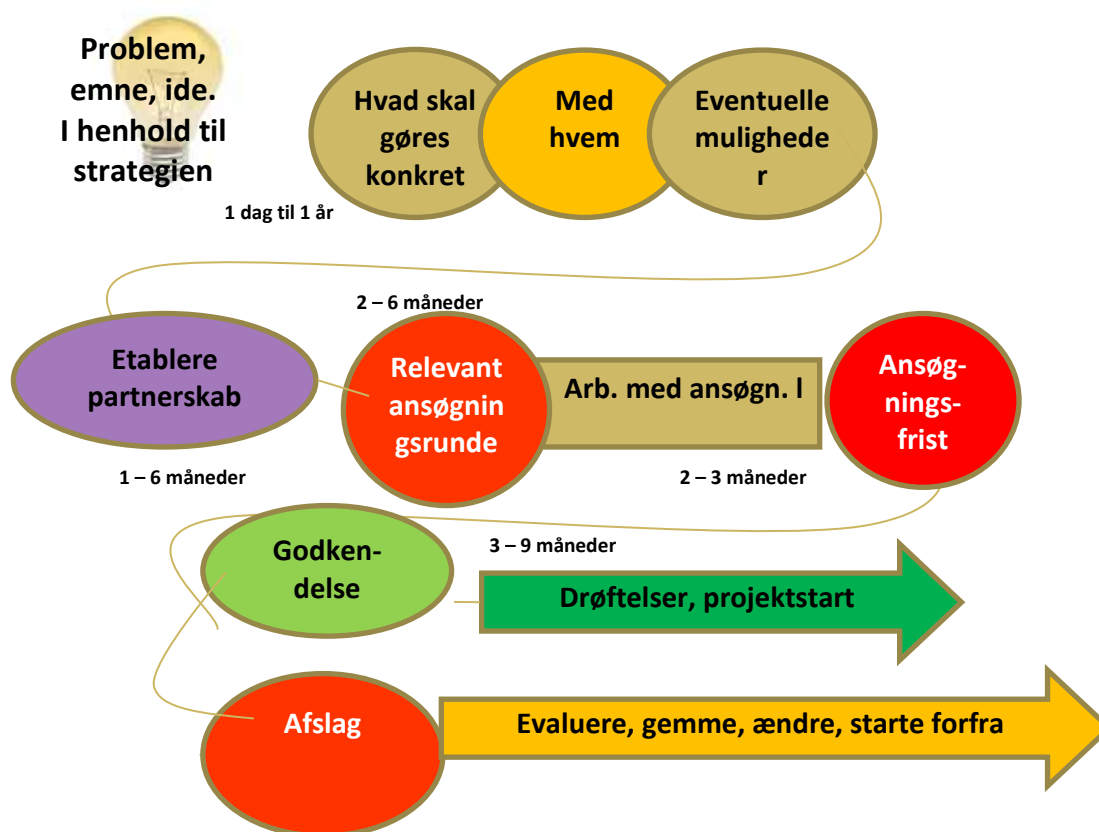 Problem,
emne, ide.
I henhold til
strategien
Hvad skal
gøres
konkret
Med
hvem
Eventuelle
mulighede
r
1 dag til 1 år
2 – 6 måneder
Etablere
partnerskab
Relevant
ansøgnin
gsrunde
Arb. med ansøgn. l
Ansøg-
nings-
frist
1 – 6 måneder
2 – 3 måneder
Godken-
delse
3 – 9 måneder
Drøftelser, projektstart
Afslag
Evaluere, gemme, ændre, starte forfra